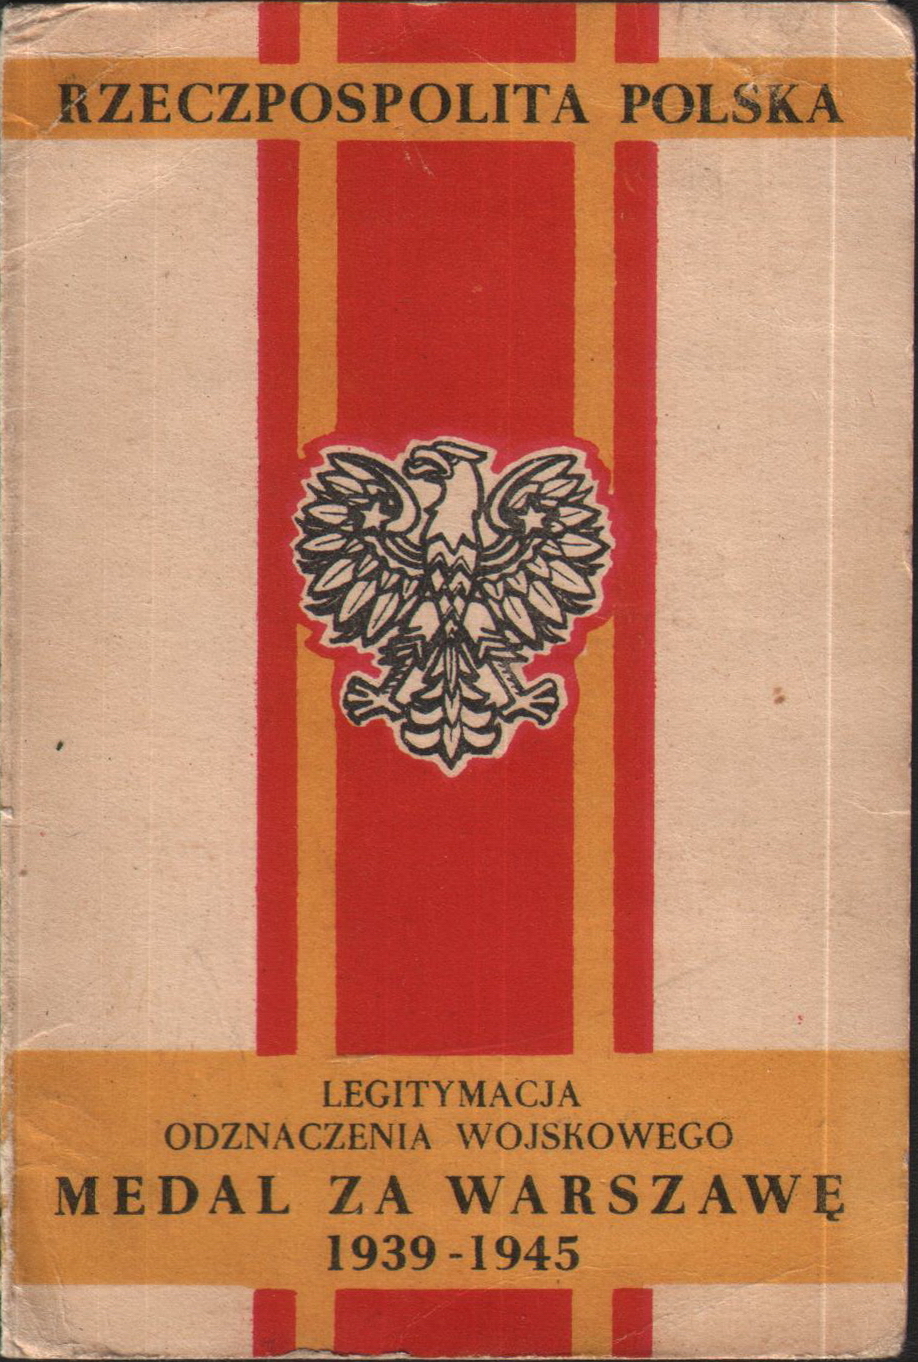 RZECZPOSPOLITA POLSKA
LEGITYMACJA
ODZNACZENIA WOJSKOWEGO
MEDAL ZA WARSZAWĘ
1939-1945